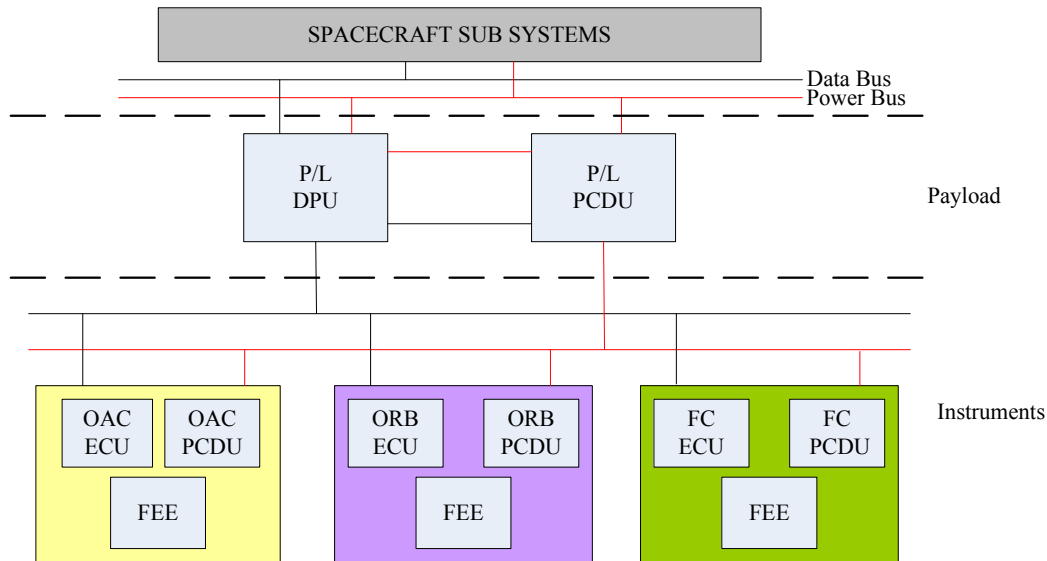 SPACECRAFT SUB SYSTEMS
Data Bus
Power Bus
P/L
DPU
P/L
PCDU
Payload
OAC
ECU
OAC
PCDU
FEE
ORB
ECU
ORB
PCDU
FEE
FC
ECU
FC
PCDU
FEE
Instruments